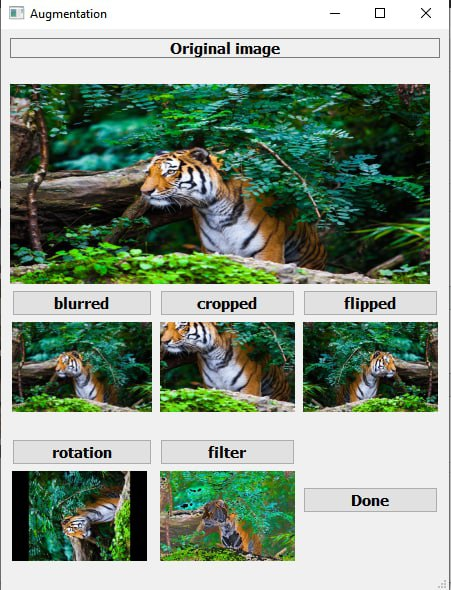 Augmentation
Original image
blurred
cropped
flipped
rotation
filter
Done